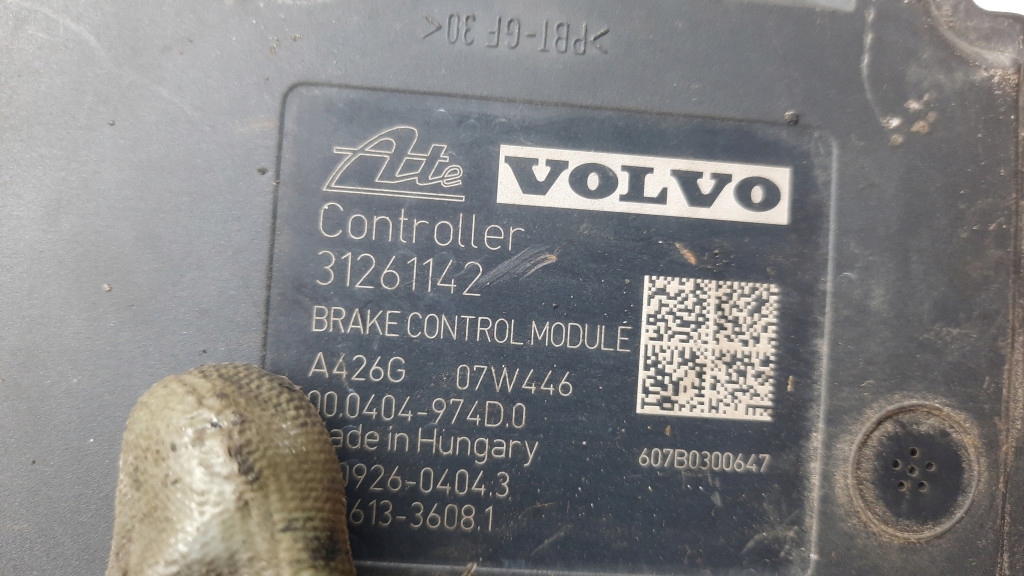 >PBT-GF 30<
Ate VOLVO
Controller
31261142
BRAKE CONTROL MODULE
A426G 07W446
00.0404-974D.0
ade in Hungary
0926-0404.3
613-3608.1
607B0300647